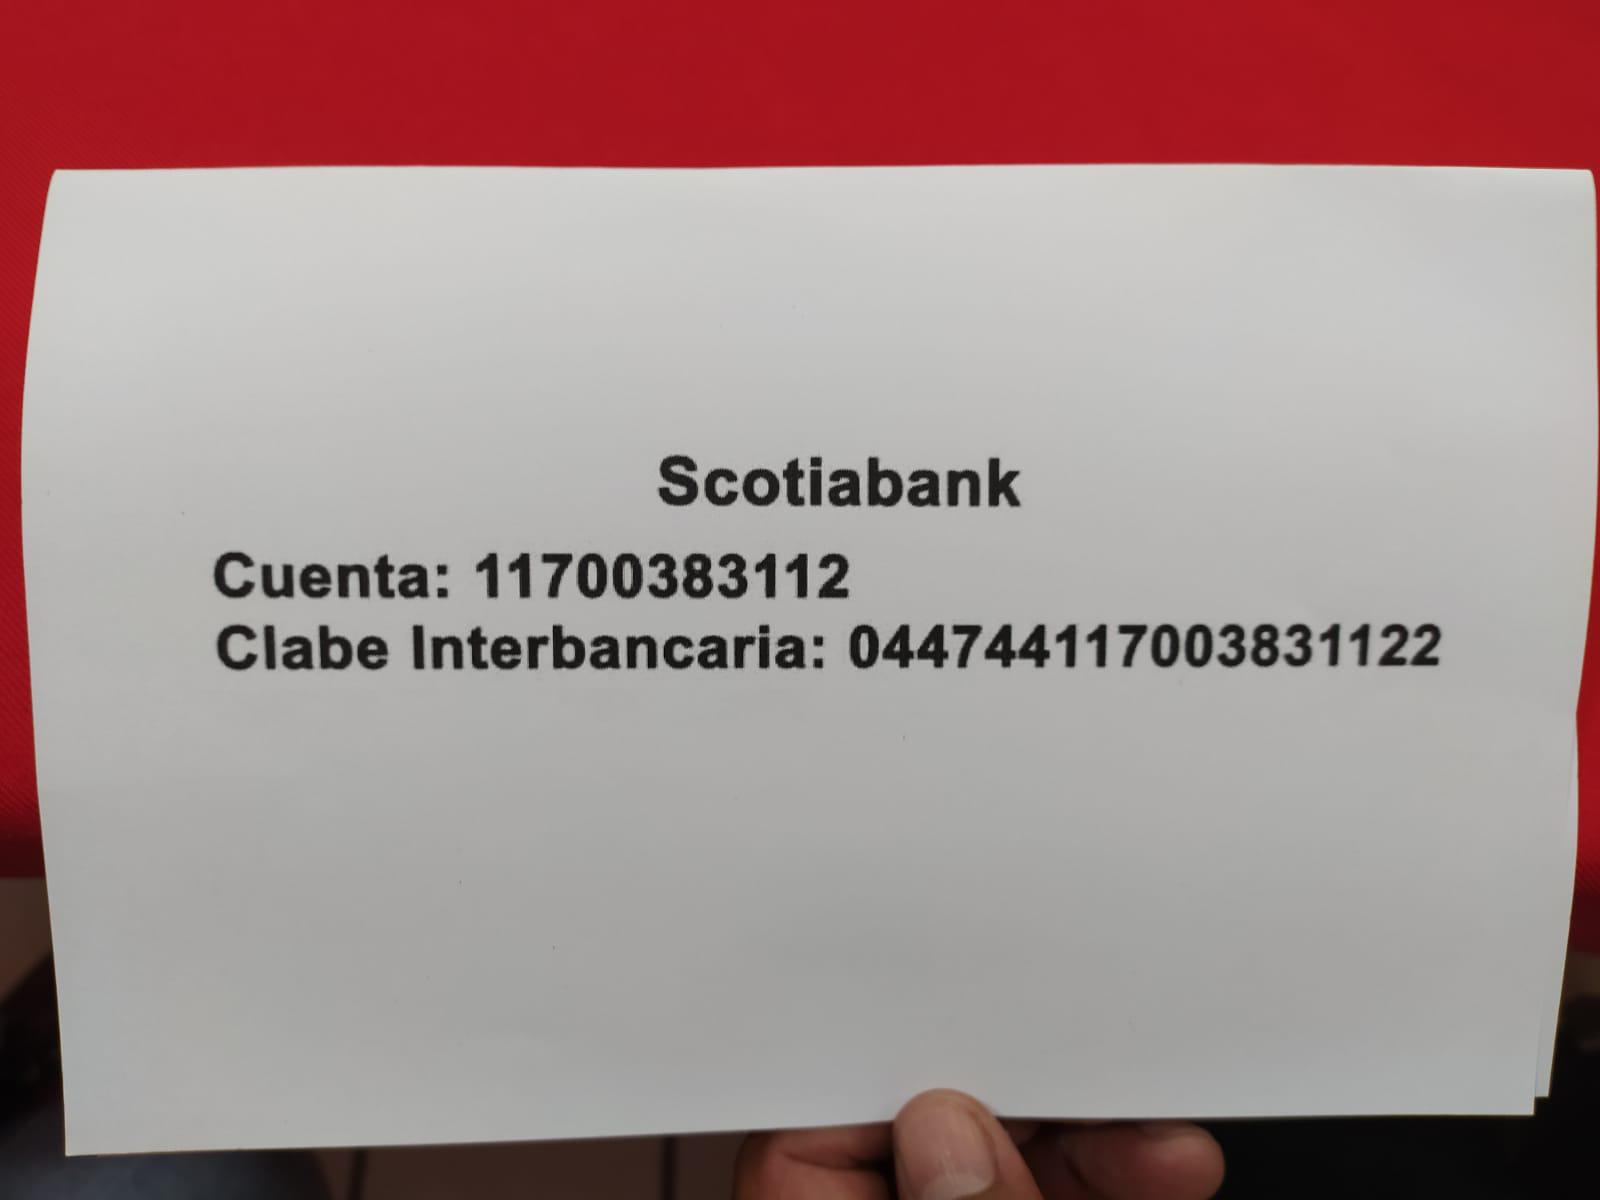 Scotiabank
Cuenta: 11700383112
Clabe Interbancaria: 044744117003831122